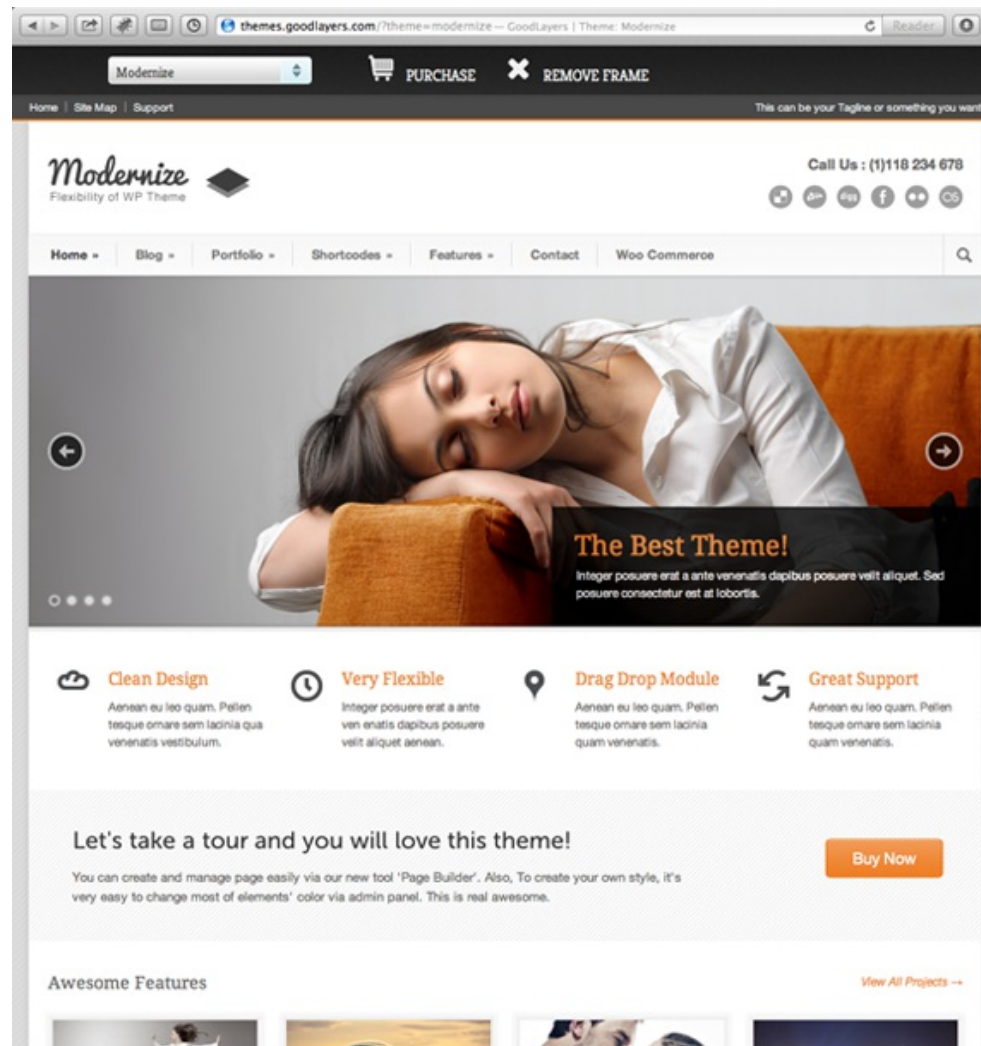 themes.goodlayers.com/?theme=modernize — GoodLayers | Theme: Modernize
Reader
Modernize
PURCHASE
REMOVE FRAME
Home | Site Map | Support
This can be your Tagline or something you want
Modernize
Flexibility of WP Theme
Call Us : (1)118 234 678
Home »
Blog »
Portfolio »
Shortcodes »
Features »
Contact
Woo Commerce
The Best Theme!
Integer posuere erat a ante venenatis dapibus posuere velit aliquet. Sed
posuere consectetur est at lobortis.
Clean Design
Aenean eu leo quam. Pellen
tesque ornare sem lacinia qua
venenatis vestibulum.
Very Flexible
Integer posuere erat a ante
ven enatis dapibus posuere
velit aliquet aenean.
Drag Drop Module
Aenean eu leo quam. Pellen
tesque ornare sem lacinia
quam venenatis.
Great Support
Aenean eu leo quam. Pellen
tesque ornare sem lacinia
quam venenatis.
Let's take a tour and you will love this theme!
You can create and manage page easily via our new tool 'Page Builder'. Also, To create your own style, it's
very easy to change most of elements' color via admin panel. This is real awesome.
Buy Now
Awesome Features
View All Projects →